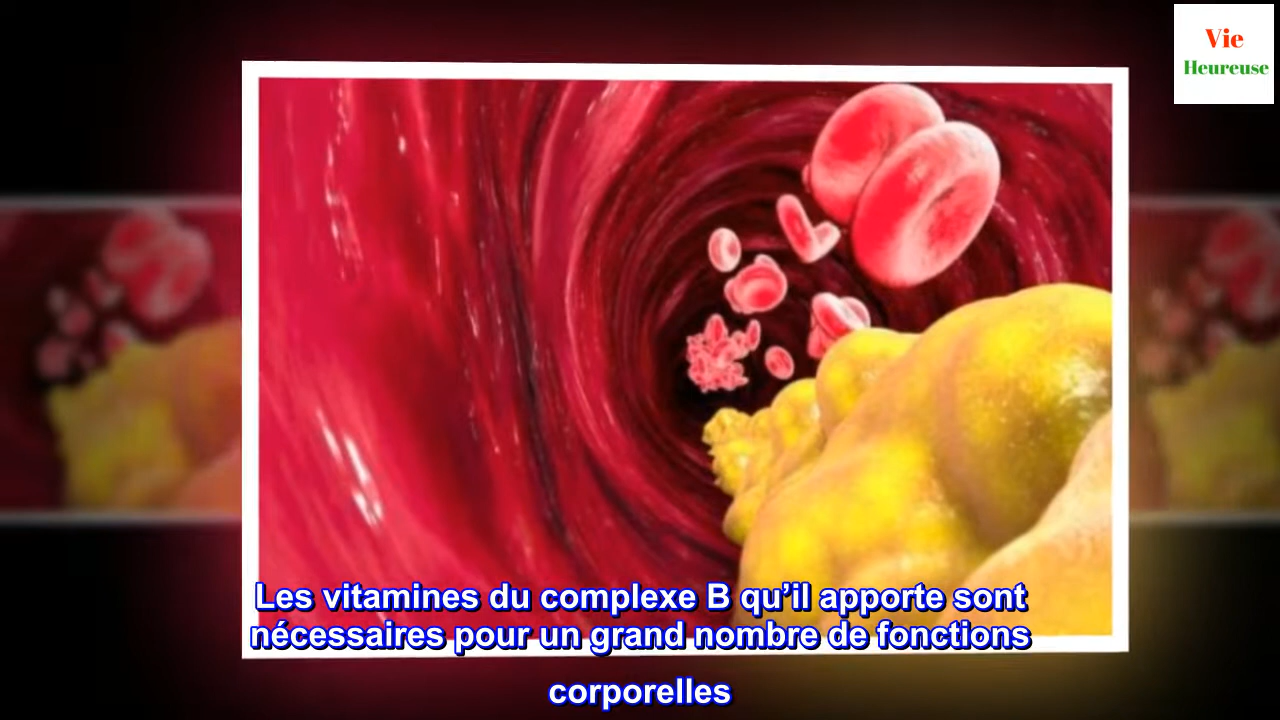 Vie
Heureuse
Les vitamines du complexe B qu’il apporte sont
nécessaires pour un grand nombre de fonctions
corporelles